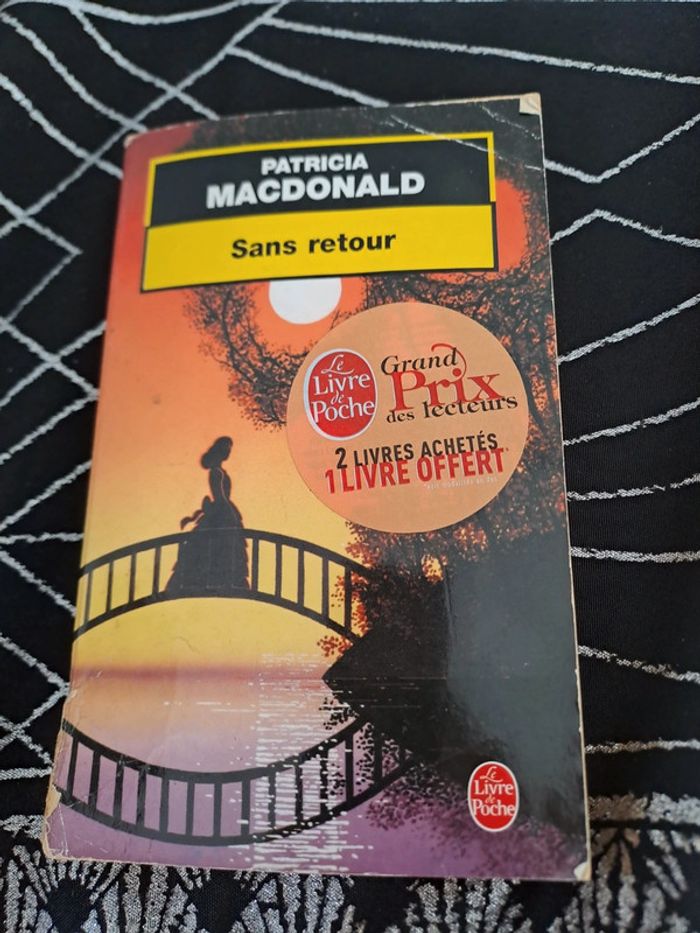 PATRICIA
MACDONALD
Sans retour
Le
Livre
de
Poche
Grand
Prix
des lecteurs
2 LIVRES ACHETÉS
1 LIVRE OFFERT*
Le
Livre
de
Poche